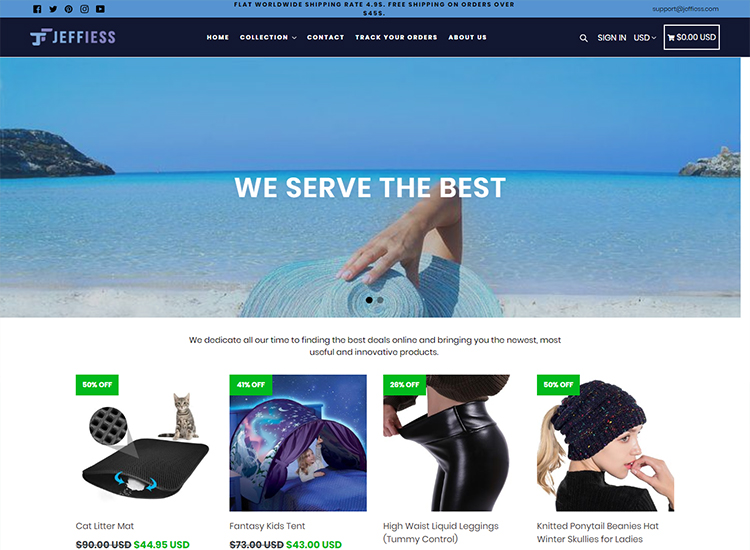 FLAT WORLDWIDE SHIPPING RATE 4.9$. FREE SHIPPING ON ORDERS OVER
$45$.
support@jeffiess.com
JEFFIESS
HOME COLLECTION CONTACT TRACK YOUR ORDERS ABOUT US
SIGN IN USD $0.00 USD
WE SERVE THE BEST
We dedicate all our time to finding the best deals online and bringing you the newest, most
useful and innovative products.
50% OFF
41% OFF
26% OFF
50% OFF
Cat Litter Mat
$90.00 USD $44.95 USD
Fantasy Kids Tent
$73.00 USD $43.00 USD
High Waist Liquid Leggings
(Tummy Control)
Knitted Ponytail Beanies Hat
Winter Skullies for Ladies